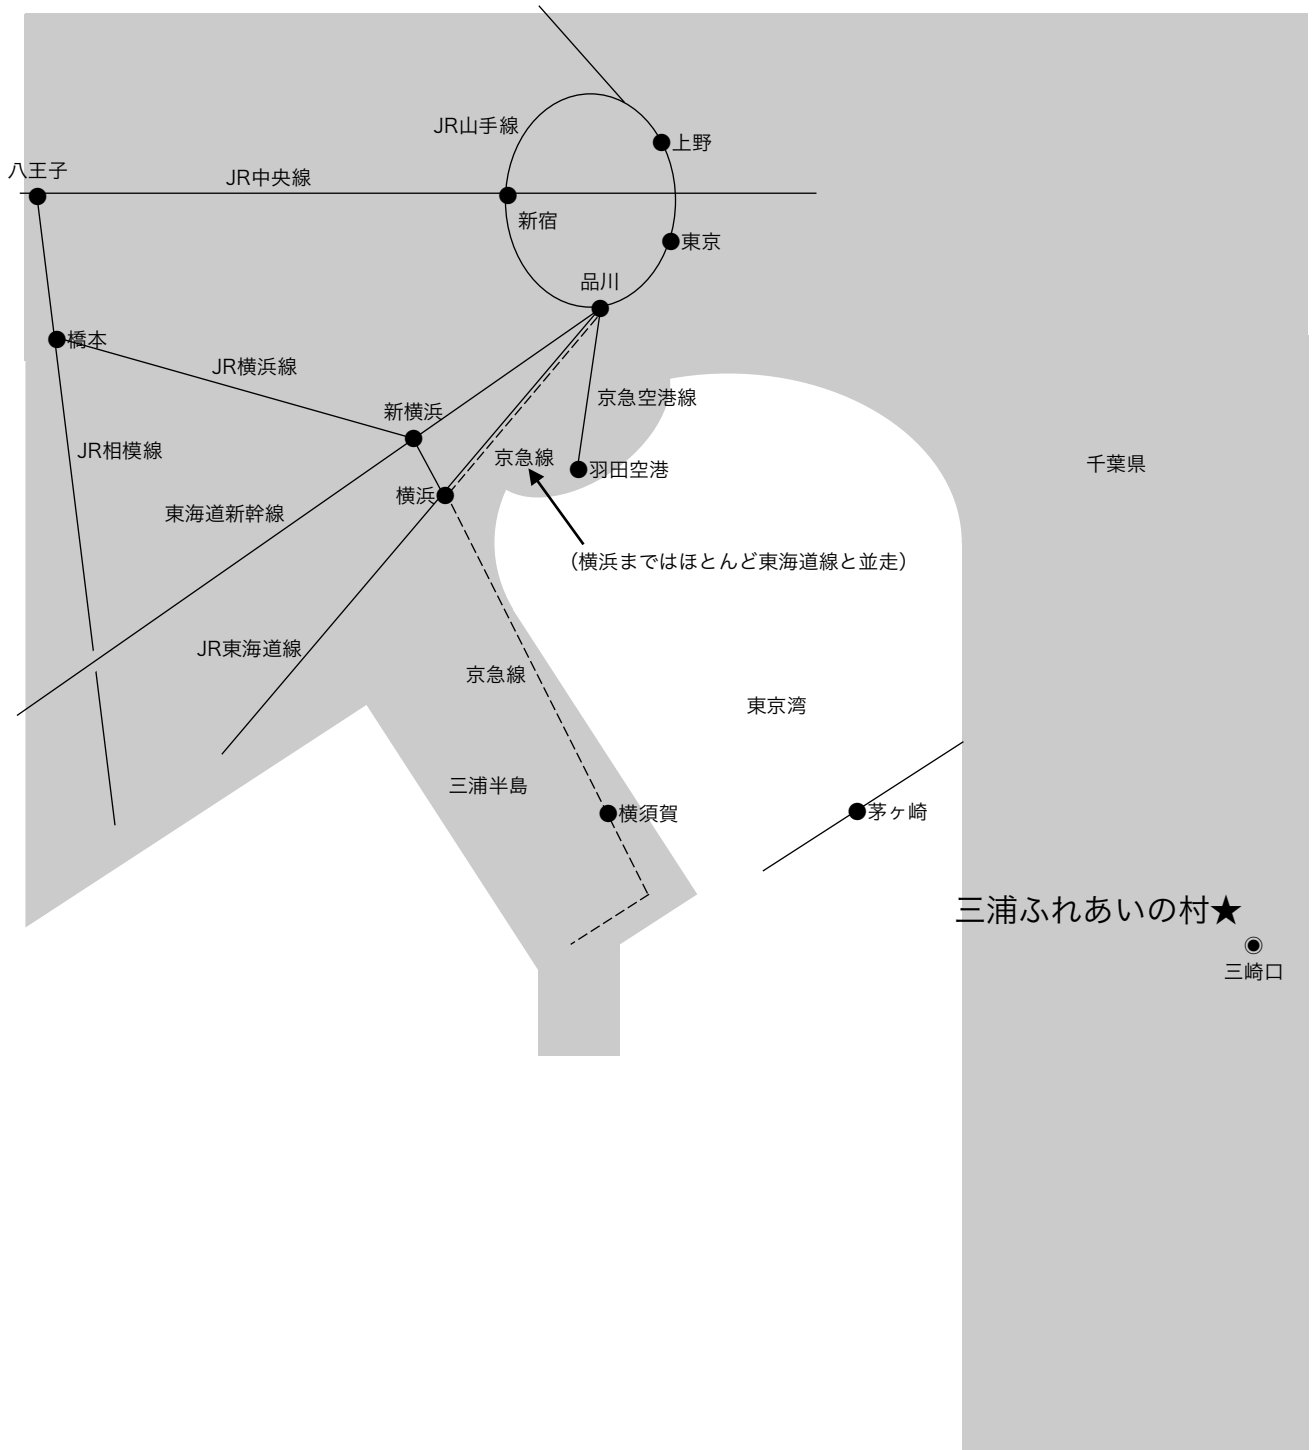 JR山手線
上野
八王子
JR中央線
新宿
東京
品川
橋本
JR横浜線
京急空港線
新横浜
JR相模線
京急線
千葉県
羽田空港
横浜
東海道新幹線
（横浜まではほとんど東海道線と並走）
JR東海道線
京急線
東京湾
三浦半島
横須賀
茅ヶ崎
三浦ふれあいの村★
三崎口